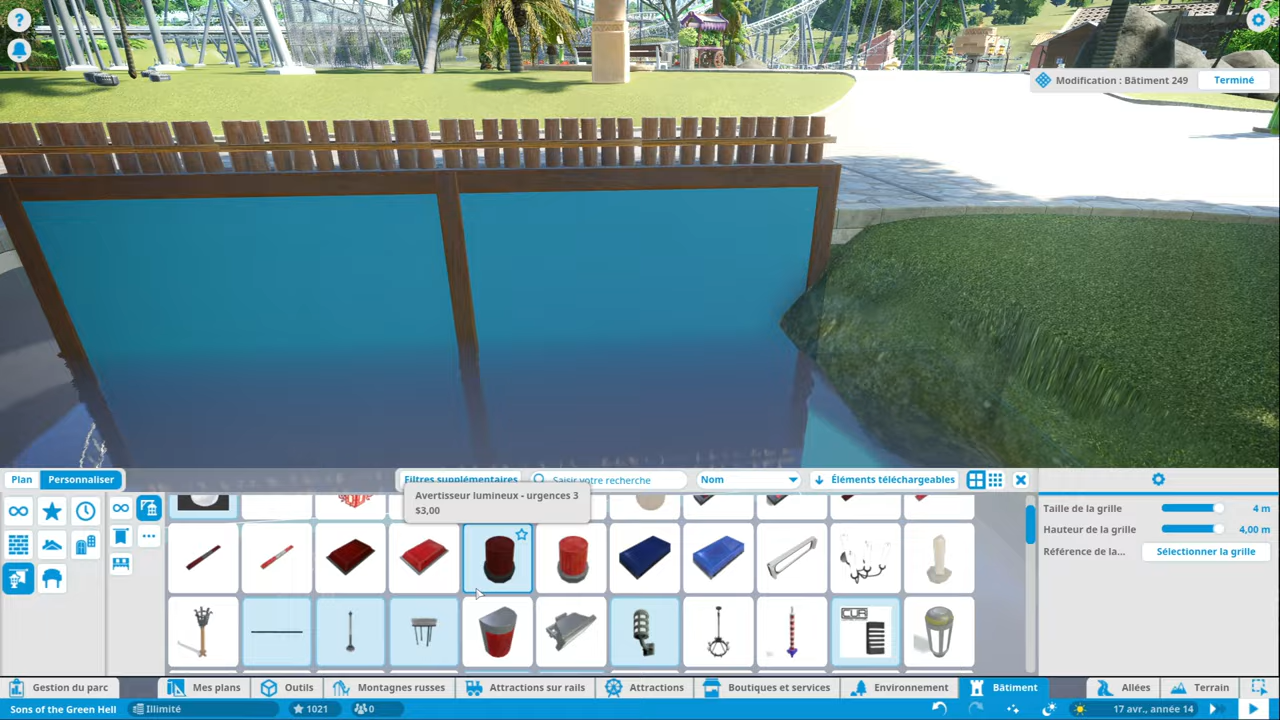 Modification : Bâtiment 249
Terminé
Plan
Personnaliser
Filtres supplémentaires
Saisir votre recherche
Nom
Éléments téléchargeables
Avertisseur lumineux - urgences 3
$3,00
Taille de la grille
4 m
Hauteur de la grille
4,00 m
Référence de la...
Sélectionner la grille
Gestion du parc
Mes plans
Outils
Montagnes russes
Attractions sur rails
Attractions
Boutiques et services
Environnement
Bâtiment
Allées
Terrain
Sons of the Green Hell
Illimité
1021
0
17 avr., année 14